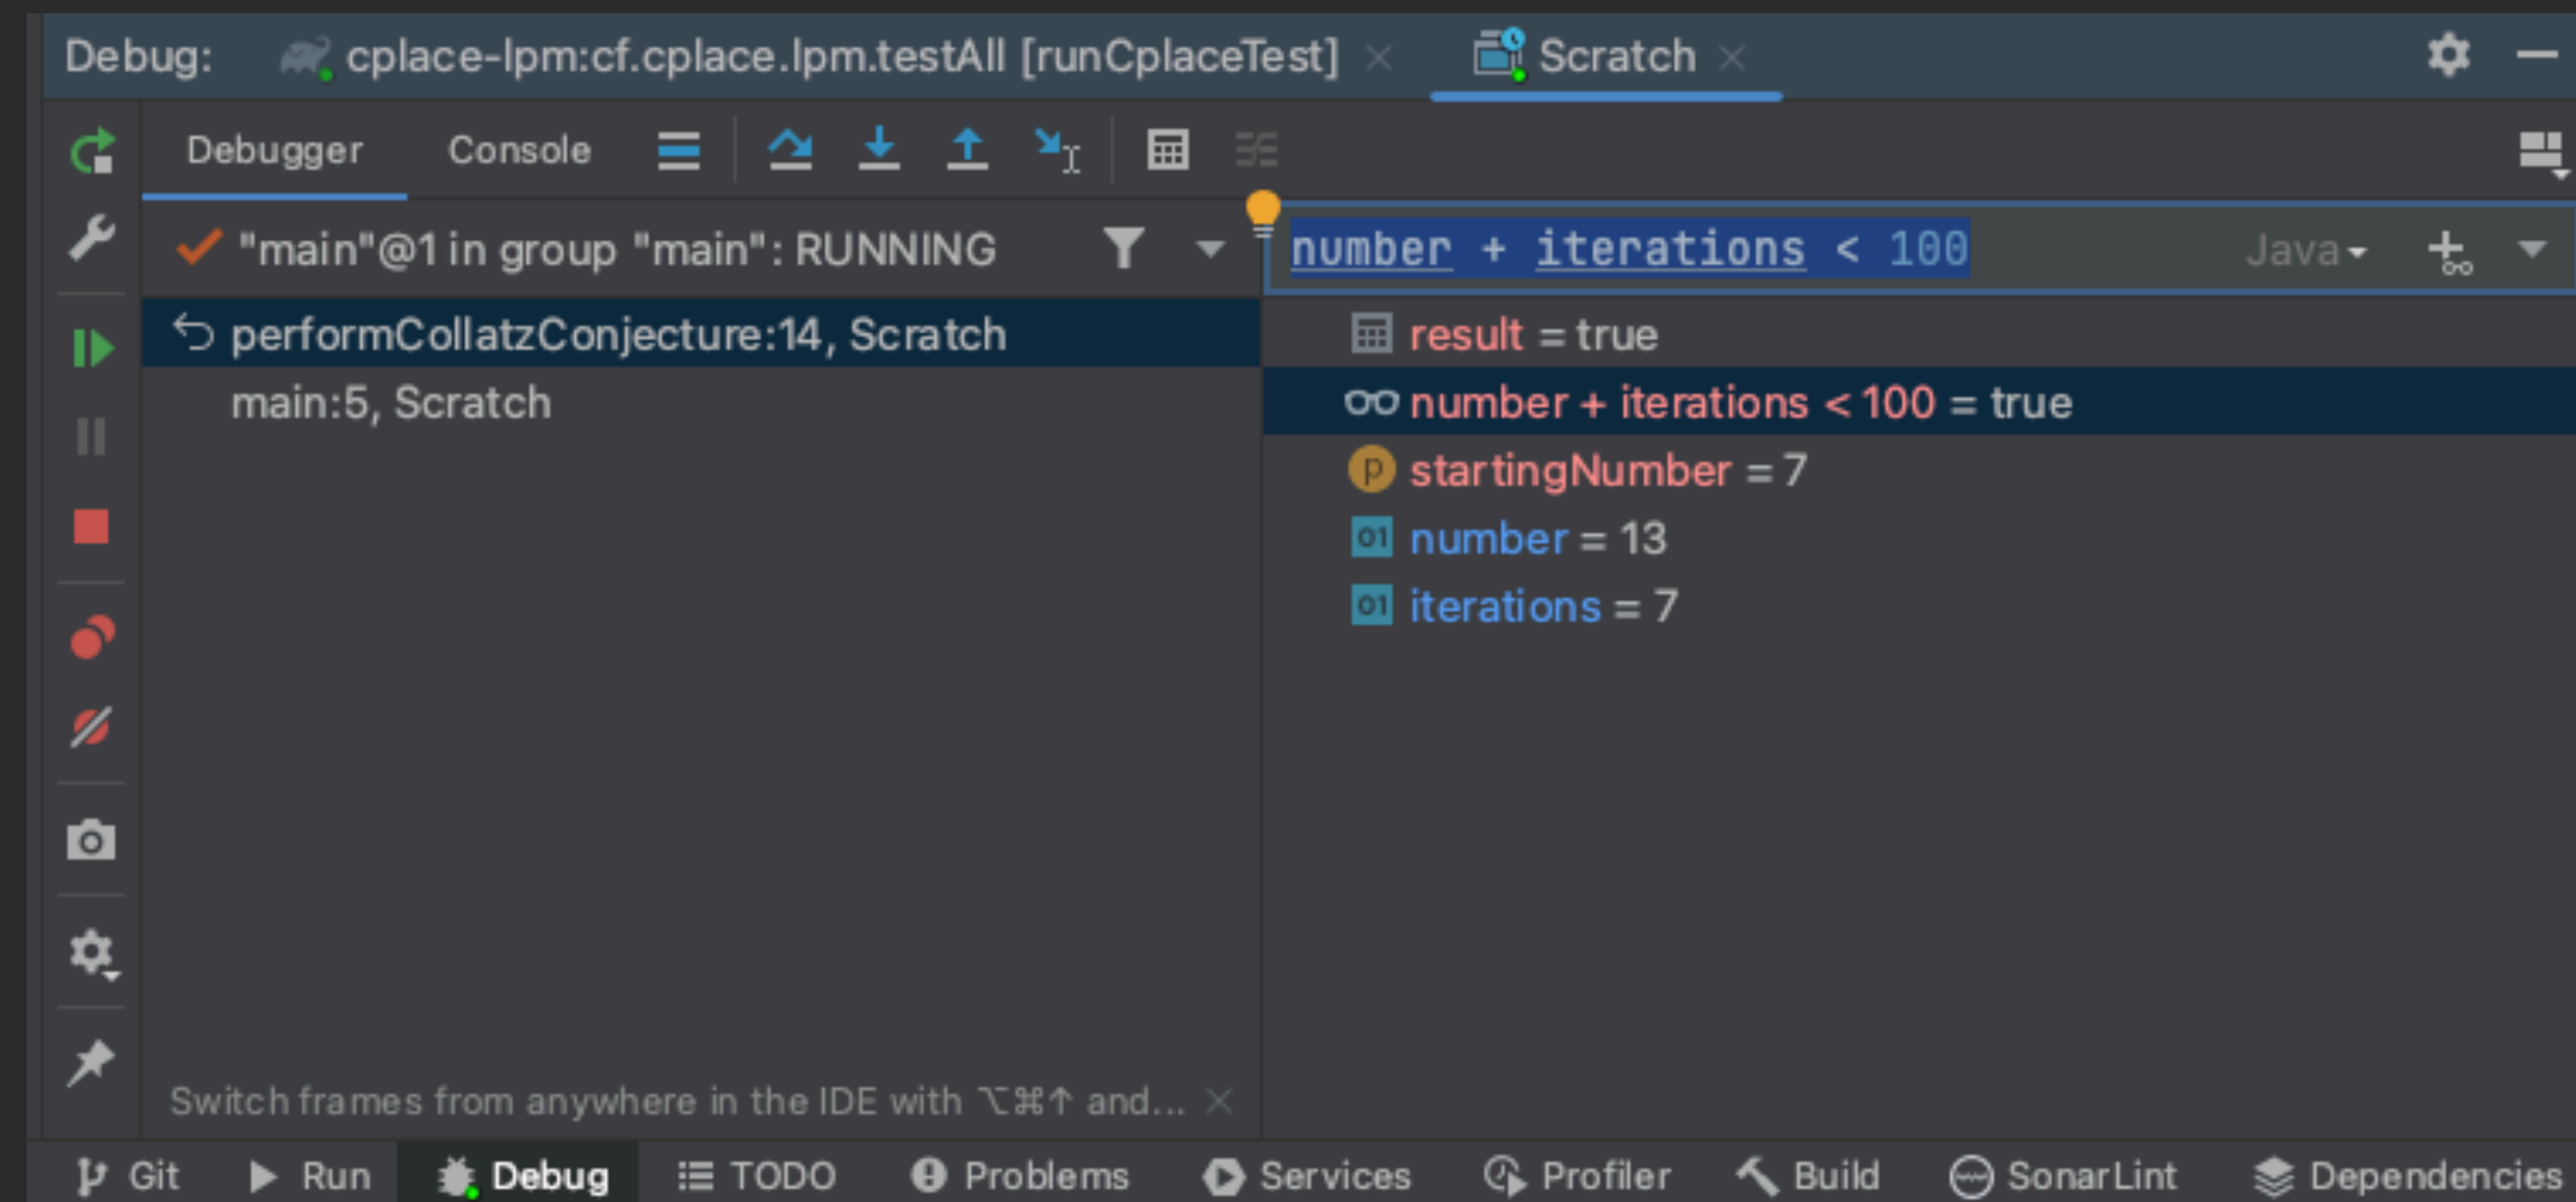 Debug: cplace-lpm:cf.cplace.lpm.testAll [runCplaceTest] Scratch
Debugger Console
"main"@1 in group "main": RUNNING
number + iterations < 100 Java
performCollatzConjecture:14, Scratch
main:5, Scratch
result = true
number + iterations < 100 = true
p startingNumber = 7
01 number = 13
01 iterations = 7
Switch frames from anywhere in the IDE with ⌥⌘↑ and...
Git Run Debug TODO Problems Services Profiler Build SonarLint Dependencies